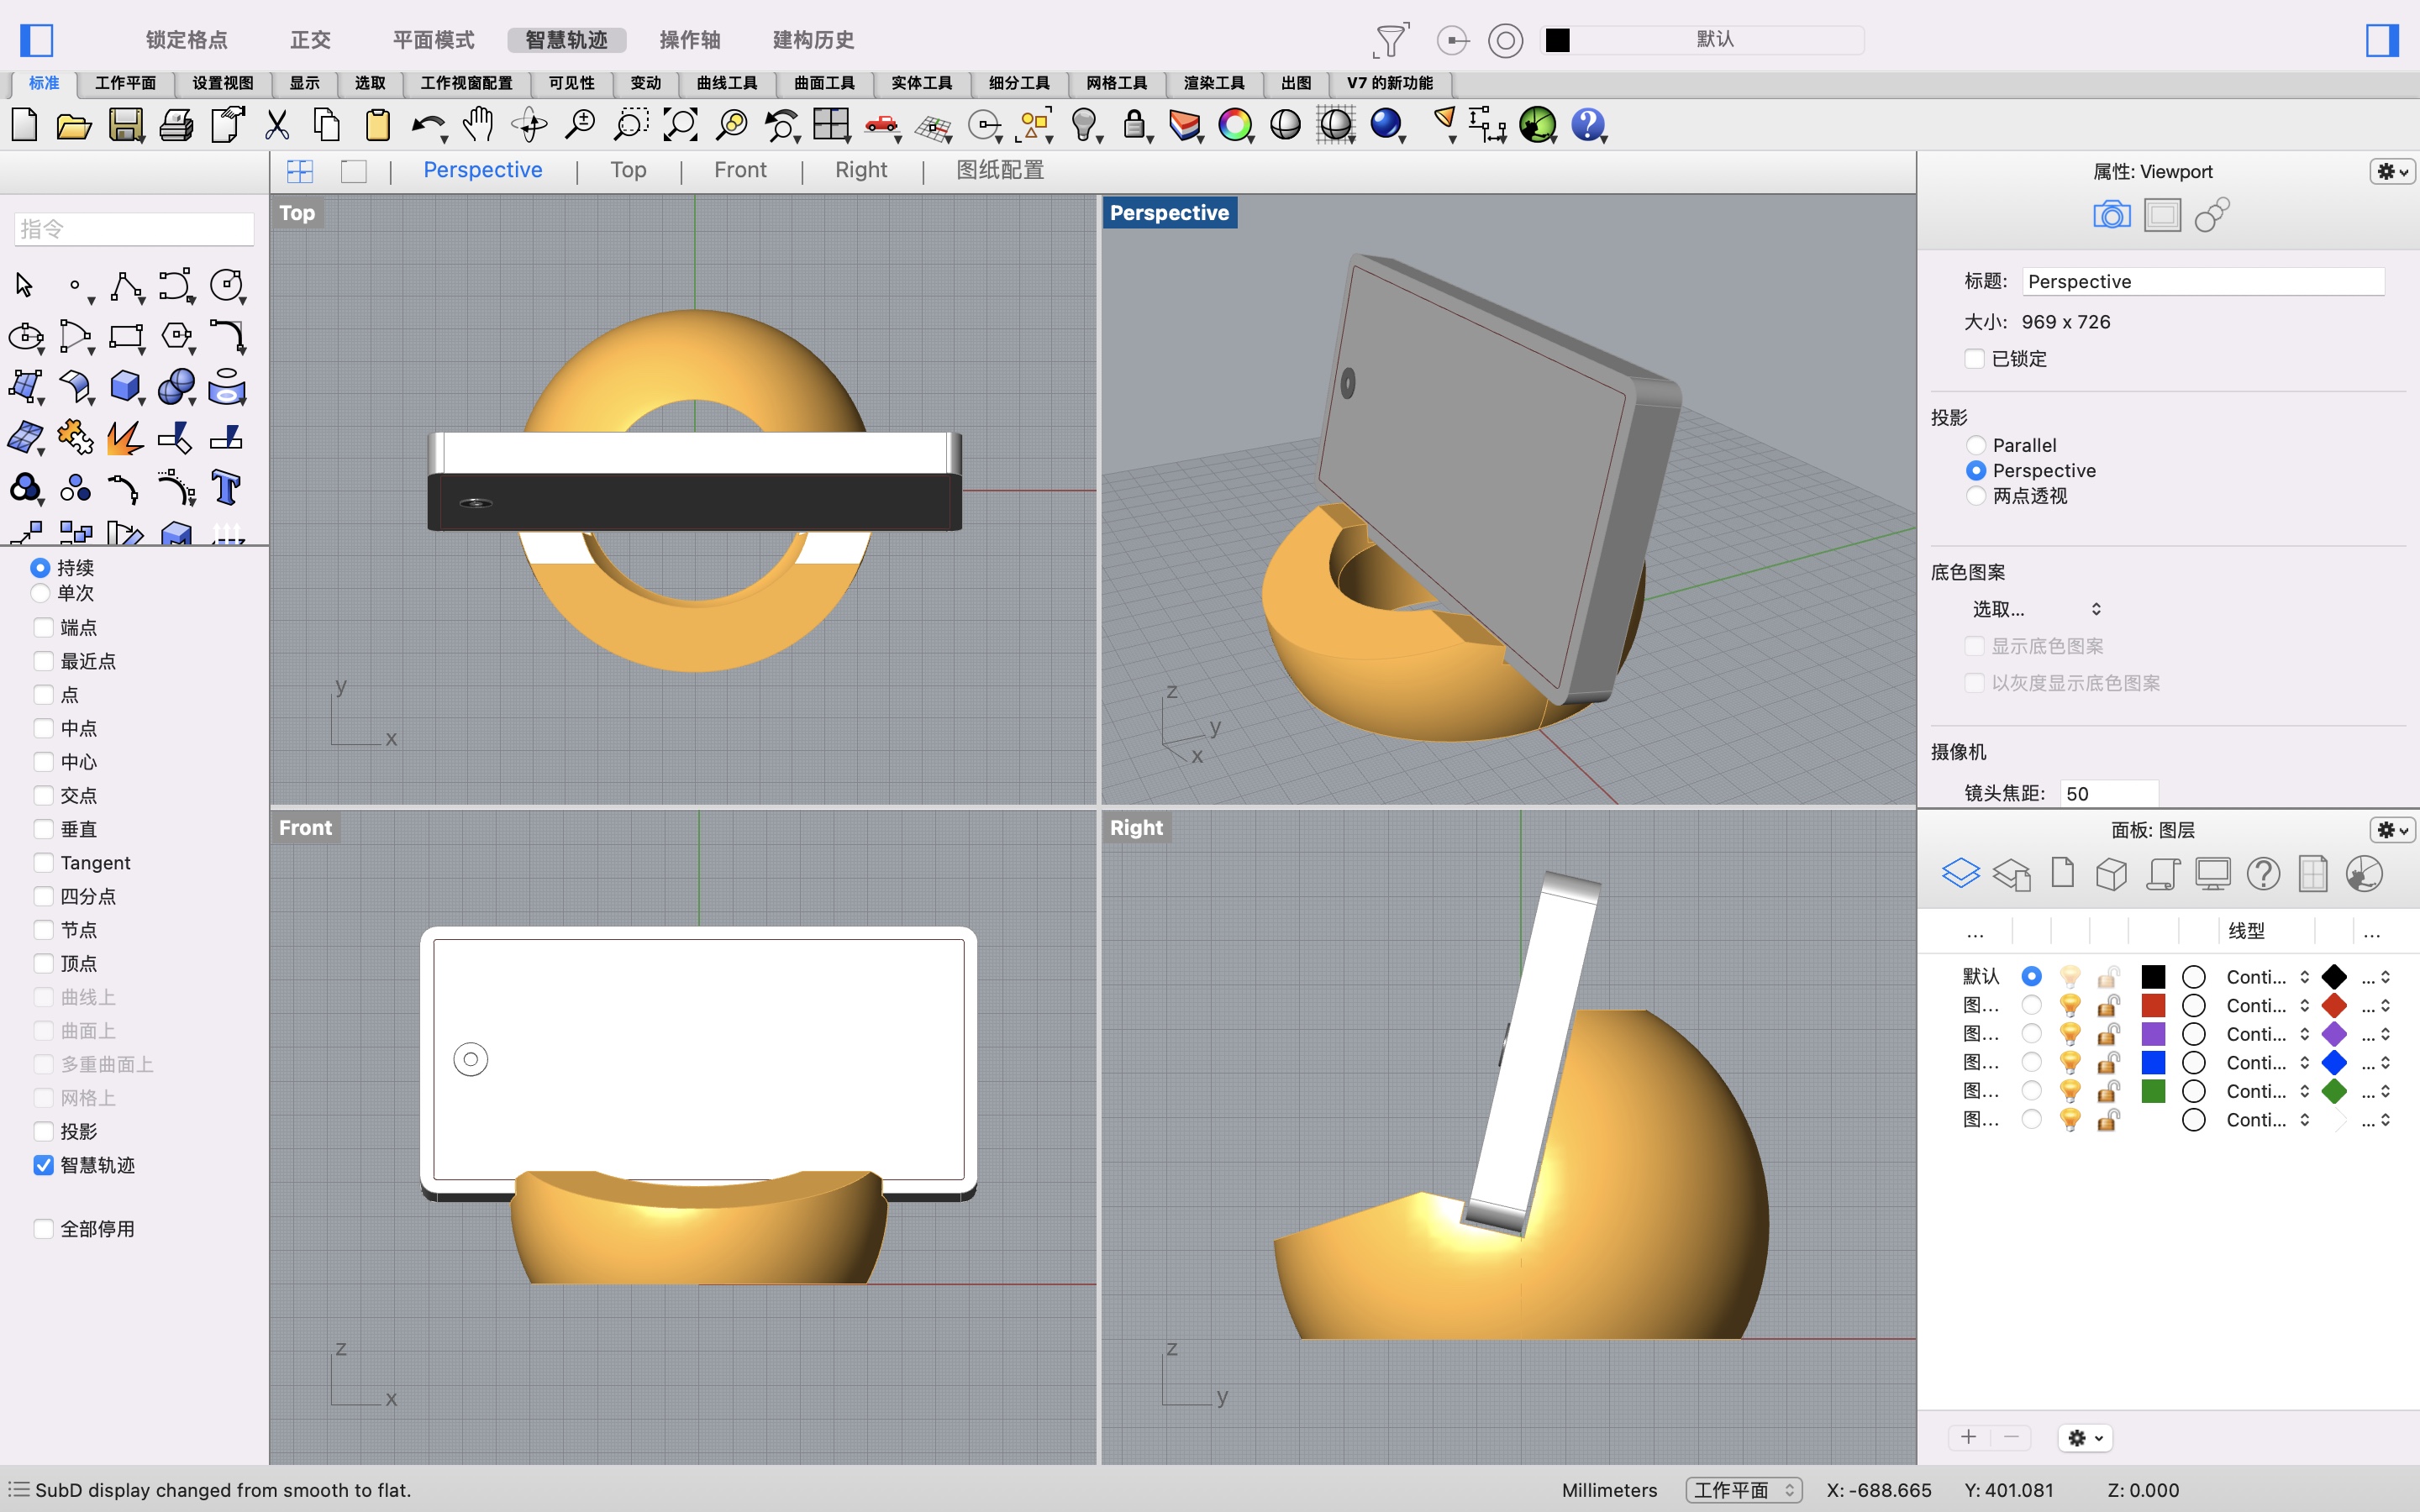 锁定格点 正交 平面模式 智慧轨迹 操作轴 建构历史 默认
标准 工作平面 设置视图 显示 选取 工作视窗配置 可见性 变动 曲线工具 曲面工具 实体工具 细分工具 网格工具 渲染工具 出图 V7 的新功能
Perspective | Top | Front | Right | 图纸配置
指令
持续
单次
端点
最近点
点
中点
中心
交点
垂直
Tangent
四分点
节点
顶点
曲线上
曲面上
多重曲面上
网格上
投影
智慧轨迹
全部停用
Top
y
x
Perspective
z
y
x
Front
z
x
Right
z
y
属性: Viewport
标题: Perspective
大小: 969 x 726
已锁定
投影
Parallel
Perspective
两点透视
底色图案
选取...
显示底色图案
以灰度显示底色图案
摄像机
镜头焦距: 50
面板: 图层
... 线型 ...
默认 Conti... ...
图... Conti... ...
图... Conti... ...
图... Conti... ...
图... Conti... ...
图... Conti... ...
SubD display changed from smooth to flat.
Millimeters 工作平面 X: -688.665 Y: 401.081 Z: 0.000